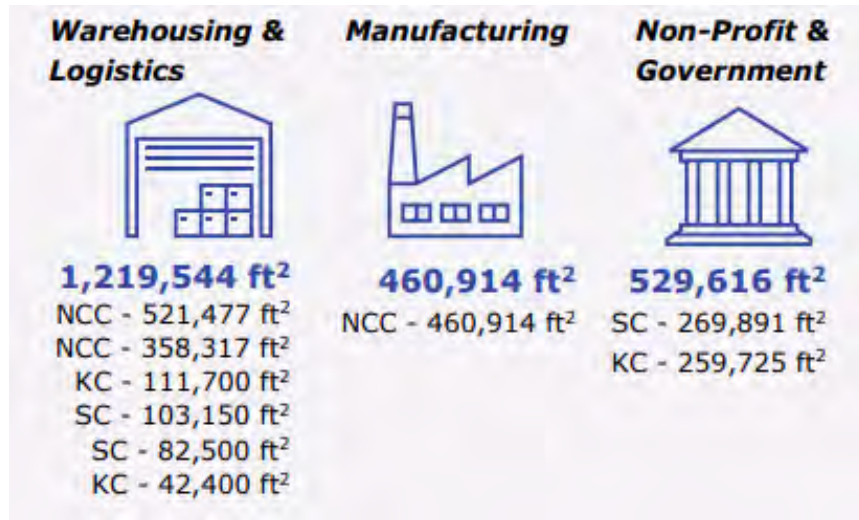 Warehousing &
Logistics
1,219,544 ft²
NCC - 521,477 ft²
NCC - 358,317 ft²
KC - 111,700 ft²
SC - 103,150 ft²
SC - 82,500 ft²
KC - 42,400 ft²
Manufacturing
460,914 ft²
NCC - 460,914 ft²
Non-Profit &
Government
529,616 ft²
SC - 269,891 ft²
KC - 259,725 ft²